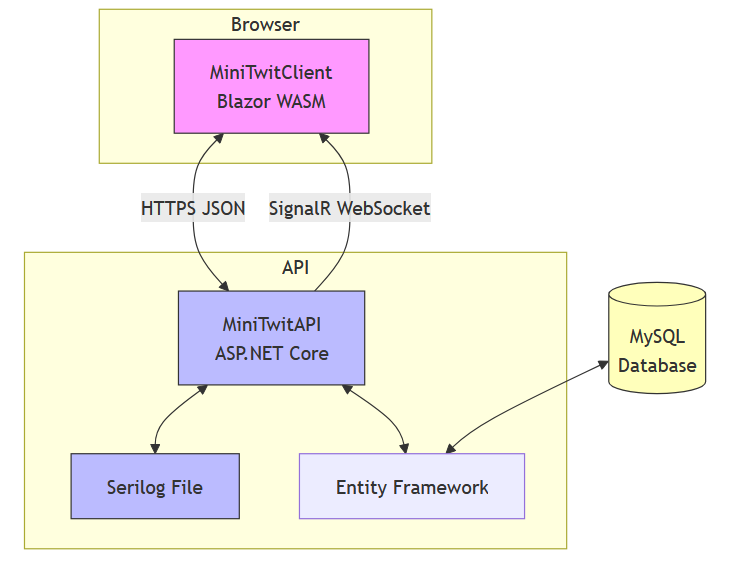 Browser
MiniTwitClient
Blazor WASM
HTTPS JSON
SignalR WebSocket
API
MiniTwitAPI
ASP.NET Core
MySQL
Database
Serilog File
Entity Framework